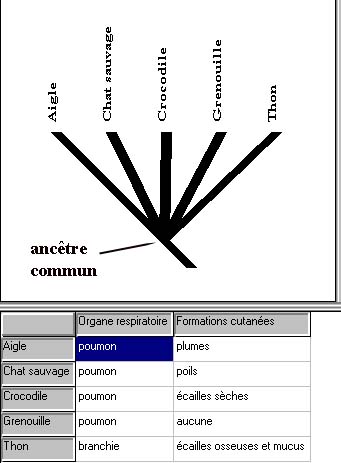 Aigle
Chat sauvage
Crocodile
Grenouille
Thon
ancêtre
commun
Organe respiratoire Formations cutanées
Aigle poumon plumes
Chat sauvage poumon poils
Crocodile poumon écailles sèches
Grenouille poumon aucune
Thon branchie écailles osseuses et mucus